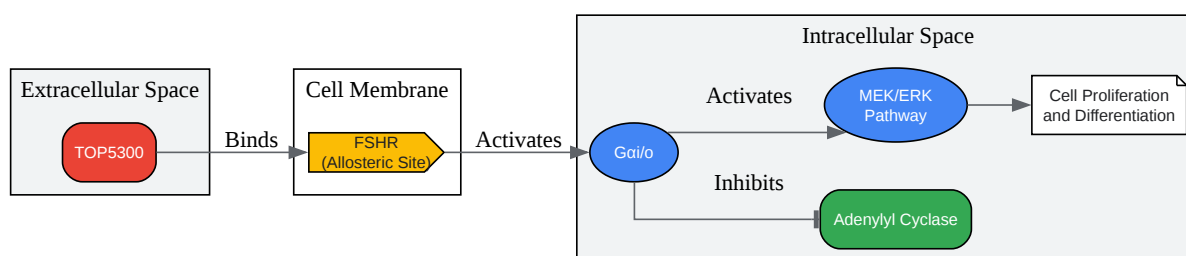 Intracellular Space
Extracellular Space
Cell Membrane
TOP5300
Binds
FSHR
(Allosteric Site)
Activates
Gαi/o
Activates
MEK/ERK
Pathway
Cell Proliferation
and Differentiation
Inhibits
Adenylyl Cyclase